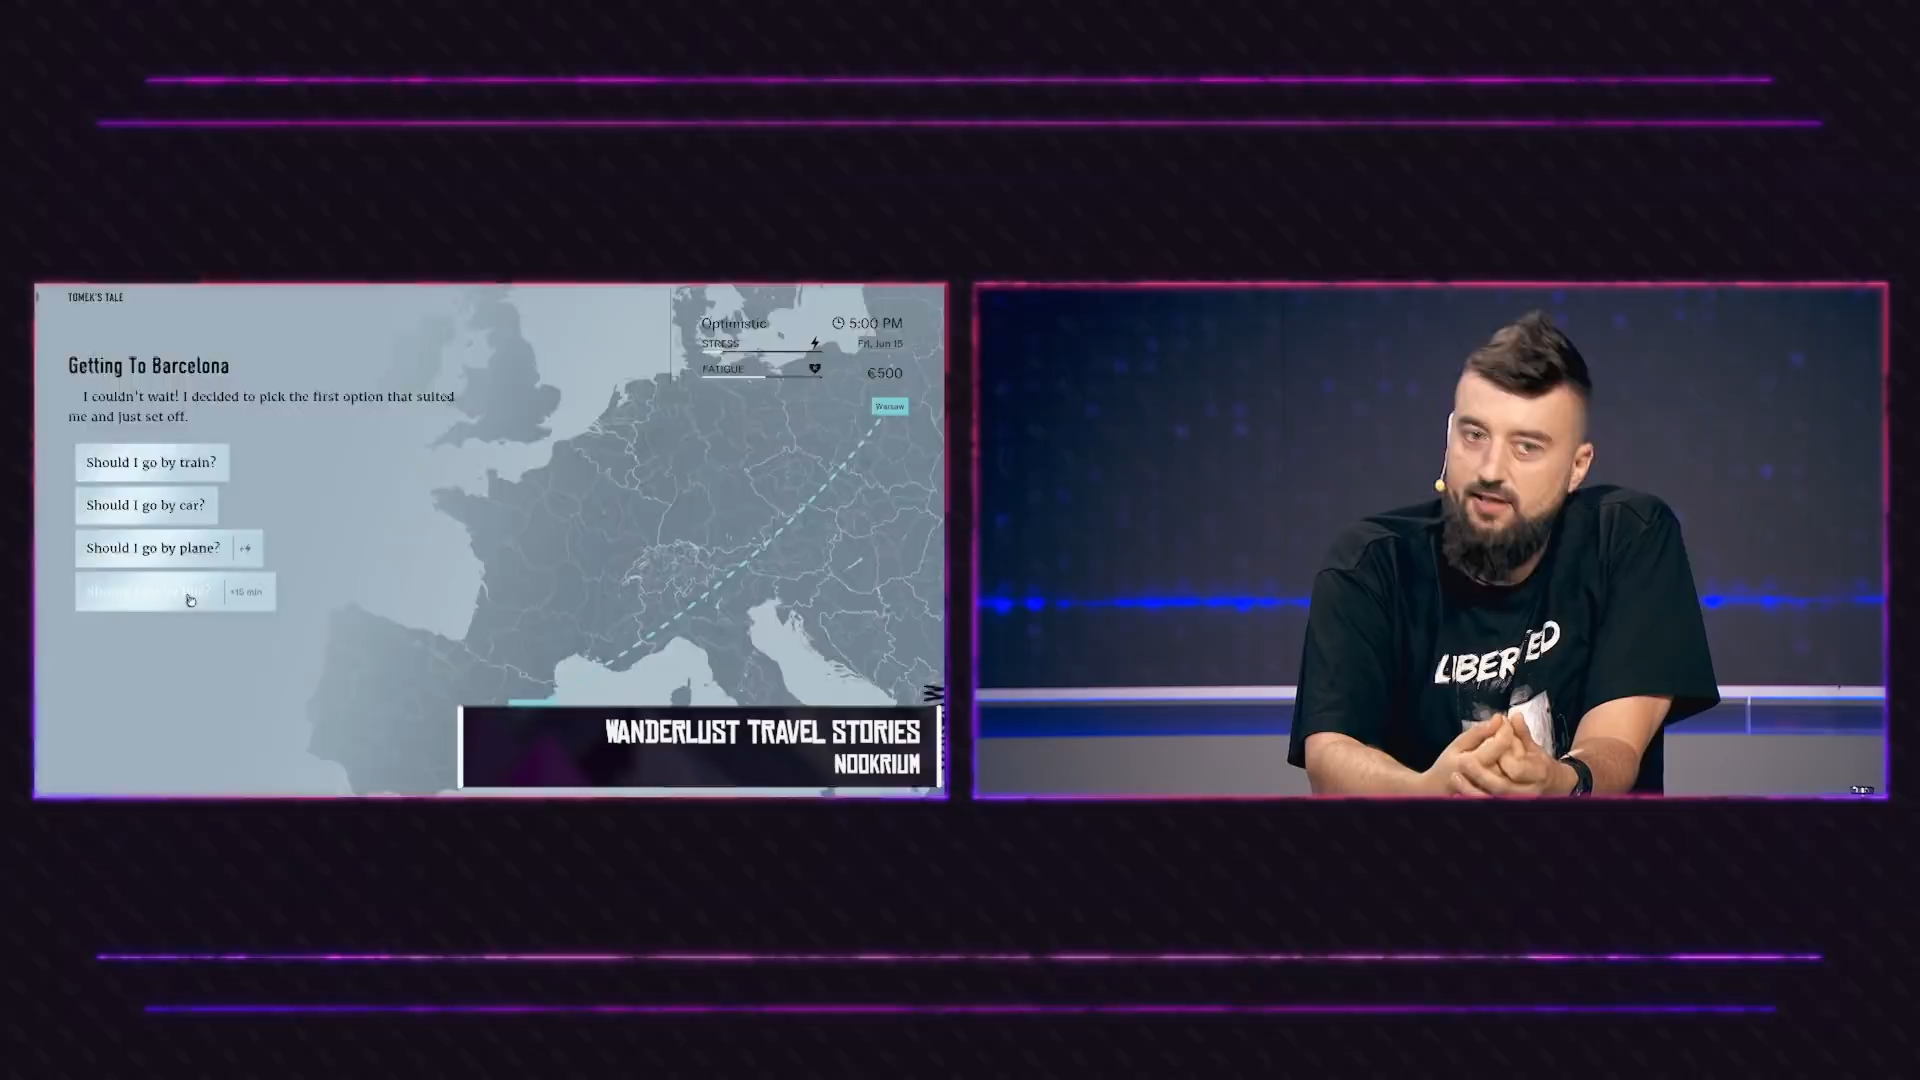 TOMEK'S TALE
Getting To Barcelona
I couldn't wait! I decided to pick the first option that suited
me and just set off.
Should I go by train?
Should I go by car?
Should I go by plane?
+15 min
Optimistic
5:00 PM
STRESS
Fri, Jun 15
FATIGUE
€500
Warsaw
WANDERLUST TRAVEL STORIES
NOOKRIUM
LIBERTED